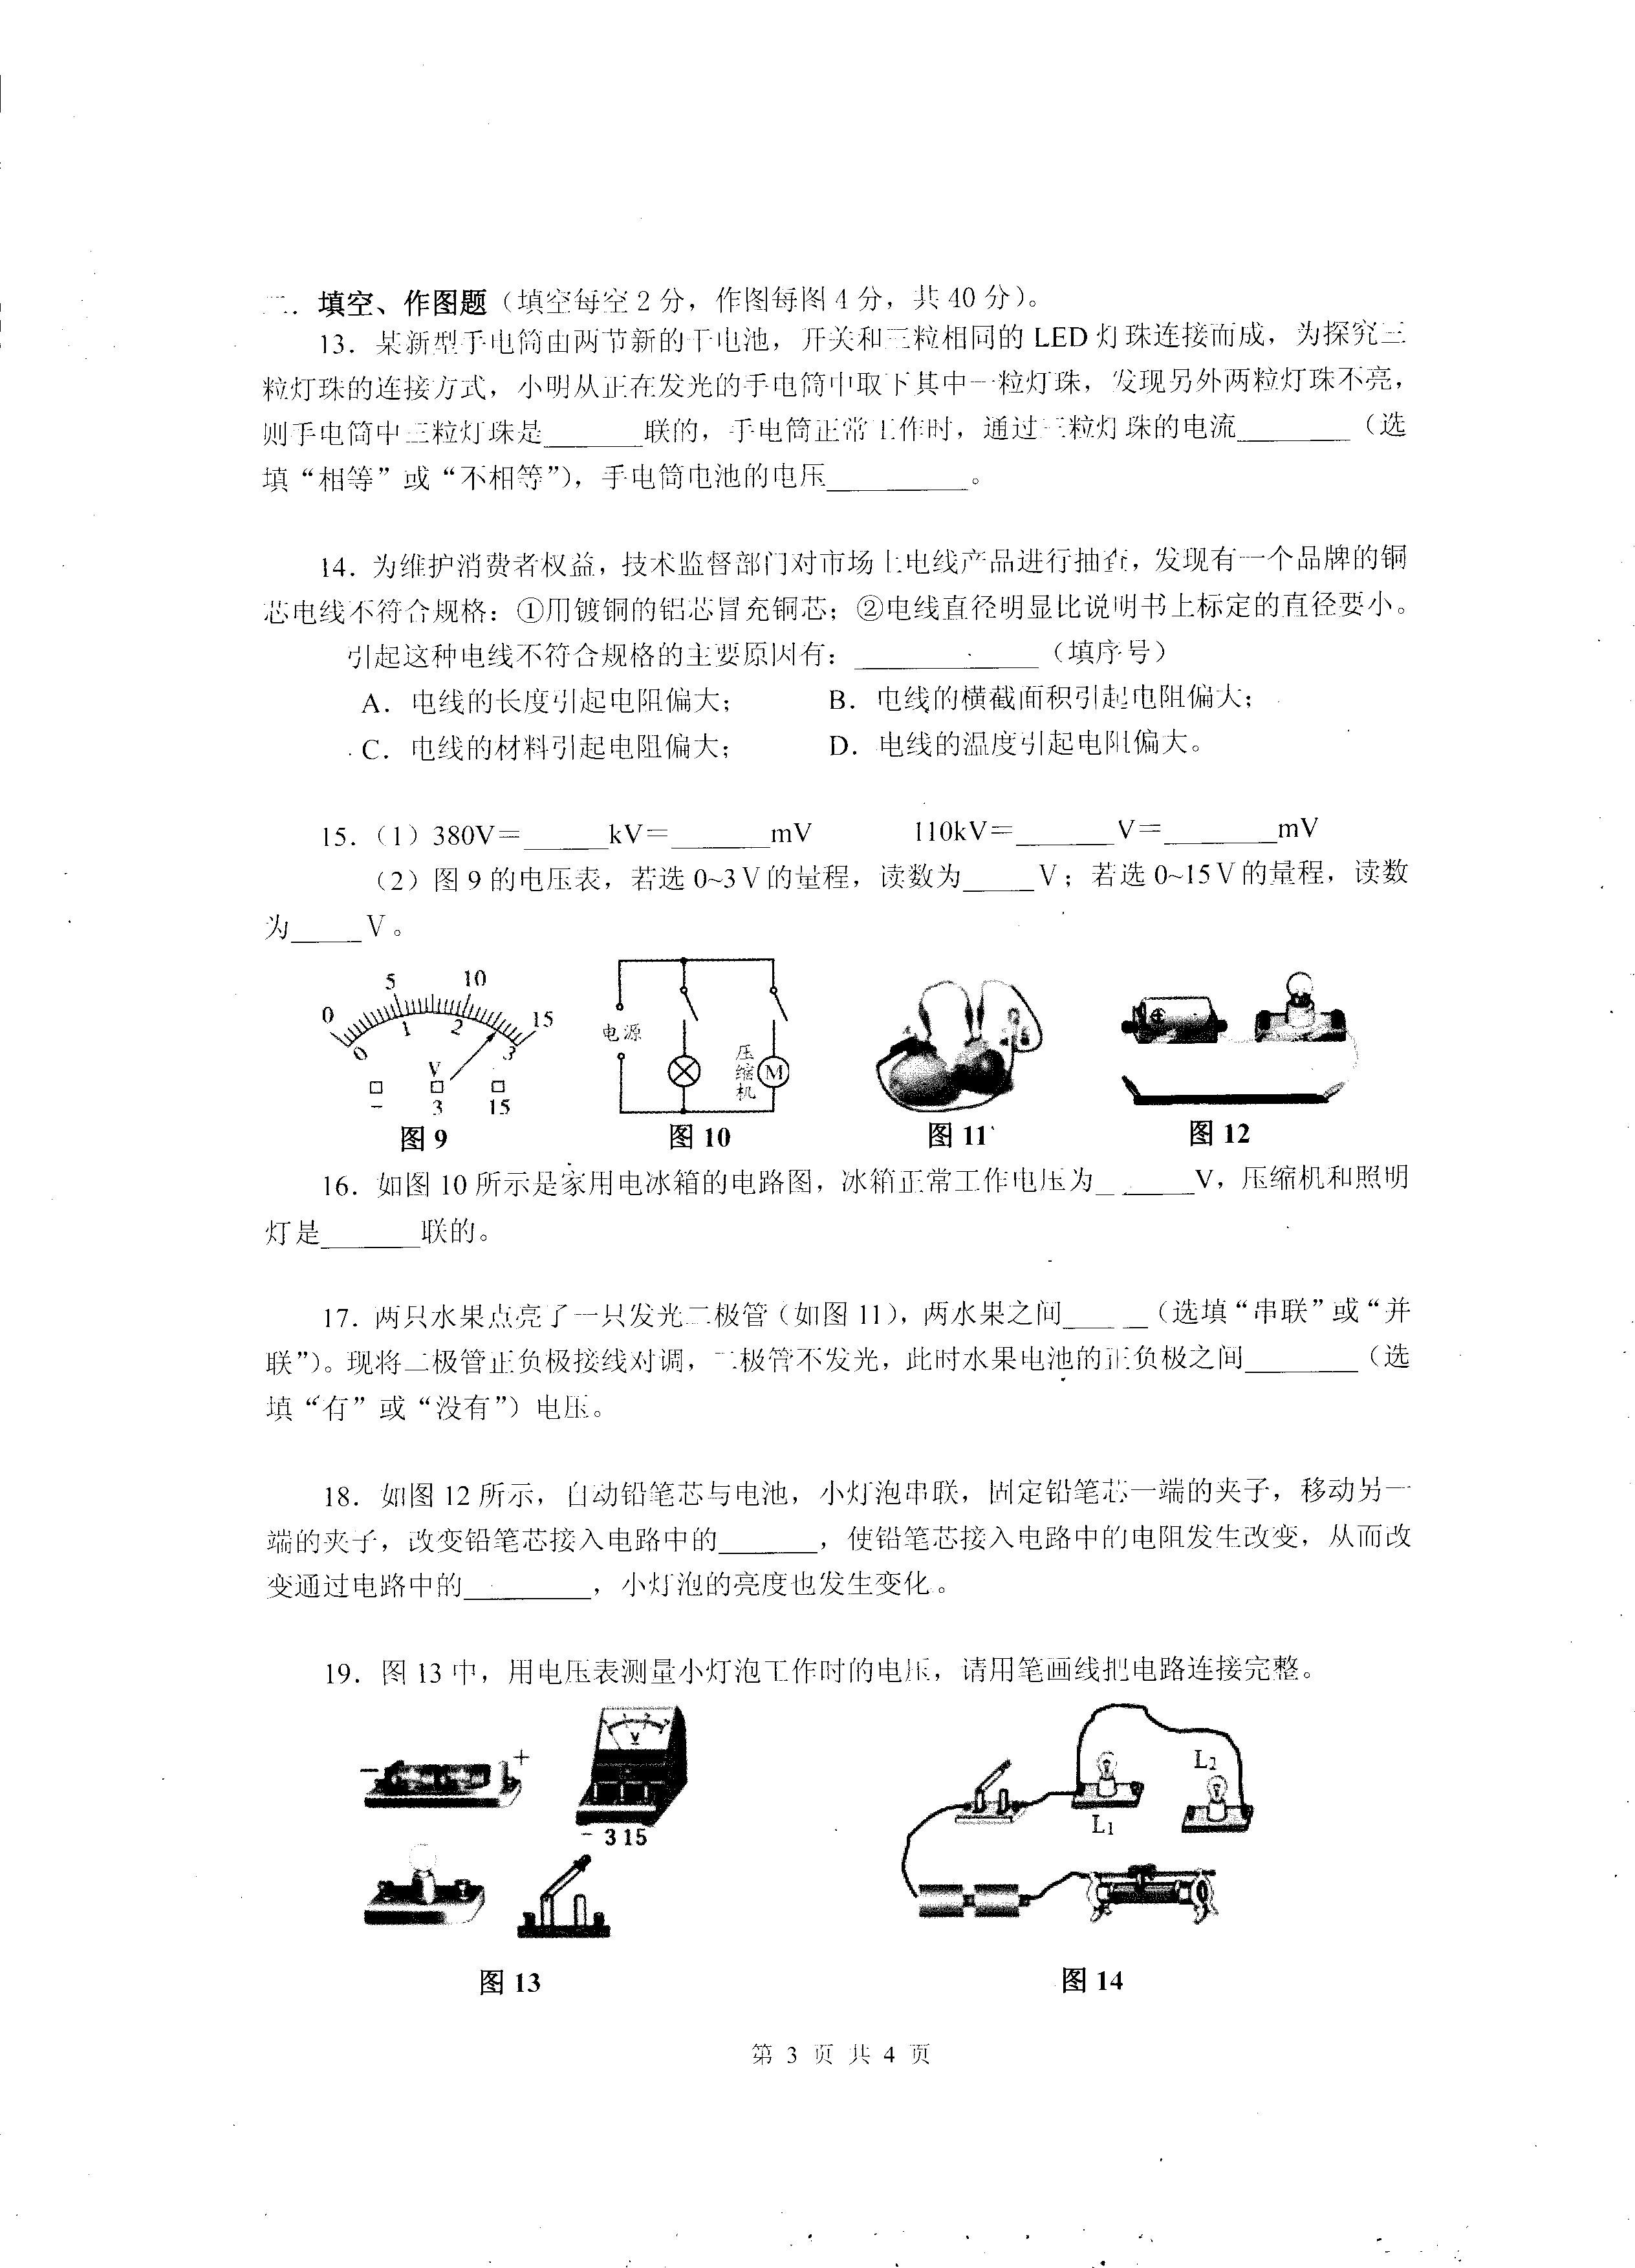 二．填空、作图题（填空每空2分，作图每图4分，共40分）。
13．某新型手电筒由两节新的干电池，开关和三粒相同的LED灯珠连接而成，为探究三
粒灯珠的连接方式，小明从正在发光的手电筒中取下其中一粒灯珠，发现另外两粒灯珠不亮，
则手电筒中三粒灯珠是______联的，手电筒正常工作时，通过三粒灯珠的电流______（选
填“相等”或“不相等”），手电筒电池的电压______。
14．为维护消费者权益，技术监督部门对市场上电线产品进行抽查，发现有一个品牌的铜
芯电线不符合规格：①用镀铜的铝芯冒充铜芯；②电线直径明显比说明书上标定的直径要小。
引起这种电线不符合规格的主要原因有：______（填序号）
A．电线的长度引起电阻偏大； B．电线的横截面积引起电阻偏大；
C．电线的材料引起电阻偏大； D．电线的温度引起电阻偏大。
15．（1）380V＝______kV＝______mV 110kV＝______V＝______mV
（2）图9的电压表，若选0~3V的量程，读数为____V；若选0~15V的量程，读数
为____V。
0 5 10 15
0 1 2 3
V
－ 3 15
图9
电源
压缩机
M
图10
图11
图12
16．如图10所示是家用电冰箱的电路图，冰箱正常工作电压为______V，压缩机和照明
灯是______联的。
17．两只水果点亮了一只发光二极管（如图11），两水果之间______（选填“串联”或“并
联”）。现将二极管正负极接线对调，二极管不发光，此时水果电池的正负极之间______（选
填“有”或“没有”）电压。
18．如图12所示，自动铅笔芯与电池，小灯泡串联，固定铅笔芯一端的夹子，移动另一
端的夹子，改变铅笔芯接入电路中的______，使铅笔芯接入电路中的电阻发生改变，从而改
变通过电路中的______，小灯泡的亮度也发生变化。
19．图13中，用电压表测量小灯泡工作时的电压，请用笔画线把电路连接完整。
－ ＋
V
－ 3 15
图13
L1
L2
图14
第 3 页 共 4 页